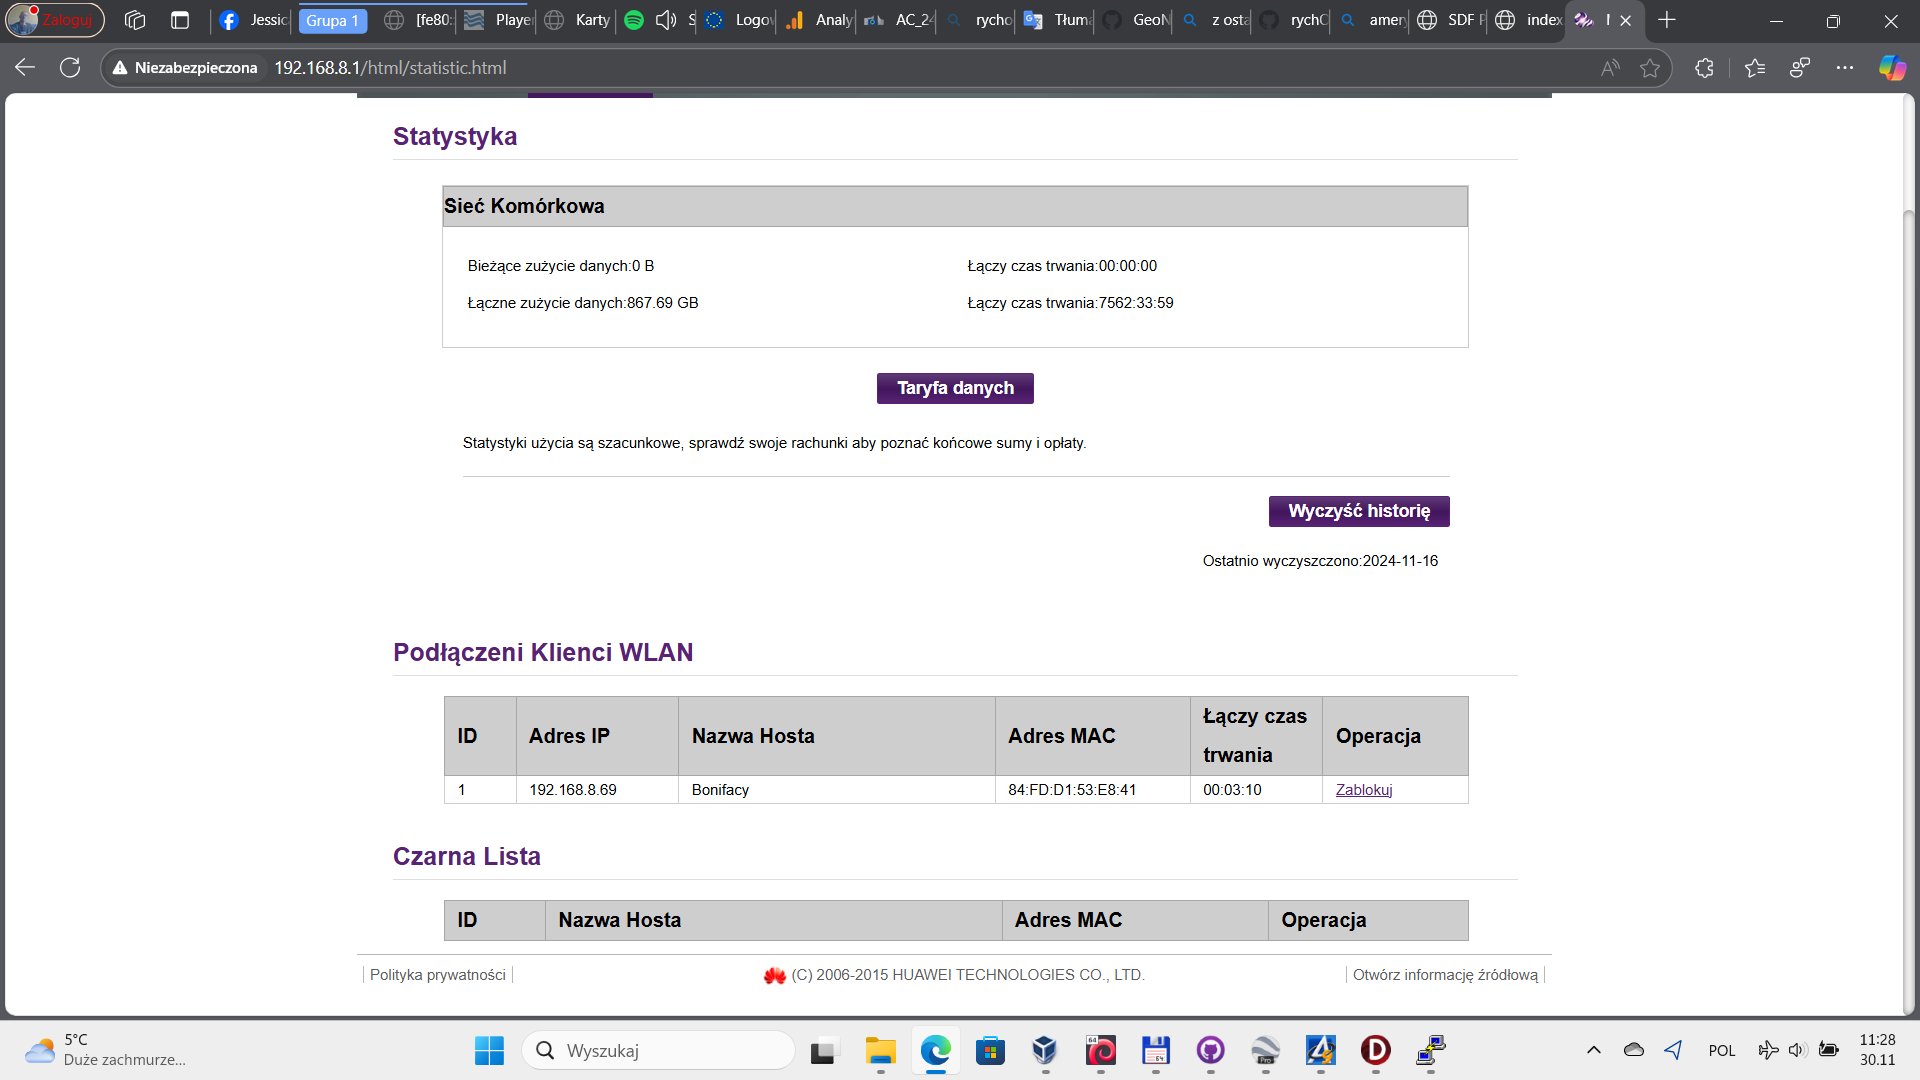 Zaloguj
Jessic
Grupa 1
[fe80:
Playe
Karty
S
Logo
Analy
AC_24
rycho
Tłuma
GeoN
z osta
rychO
amer
SDF P
index
Niezabezpieczona
192.168.8.1/html/statistic.html
Statystyka
Sieć Komórkowa
Bieżące zużycie danych:0 B
Łączy czas trwania:00:00:00
Łączne zużycie danych:867.69 GB
Łączy czas trwania:7562:33:59
Taryfa danych
Statystyki użycia są szacunkowe, sprawdź swoje rachunki aby poznać końcowe sumy i opłaty.
Wyczyść historię
Ostatnio wyczyszczono:2024-11-16
Podłączeni Klienci WLAN
ID Adres IP Nazwa Hosta Adres MAC Łączy czas trwania Operacja
1 192.168.8.69 Bonifacy 84:FD:D1:53:E8:41 00:03:10 Zablokuj
Czarna Lista
ID Nazwa Hosta Adres MAC Operacja
Polityka prywatności
(C) 2006-2015 HUAWEI TECHNOLOGIES CO., LTD.
Otwórz informację źródłową
5°C
Duże zachmurze...
Wyszukaj
POL
11:28
30.11